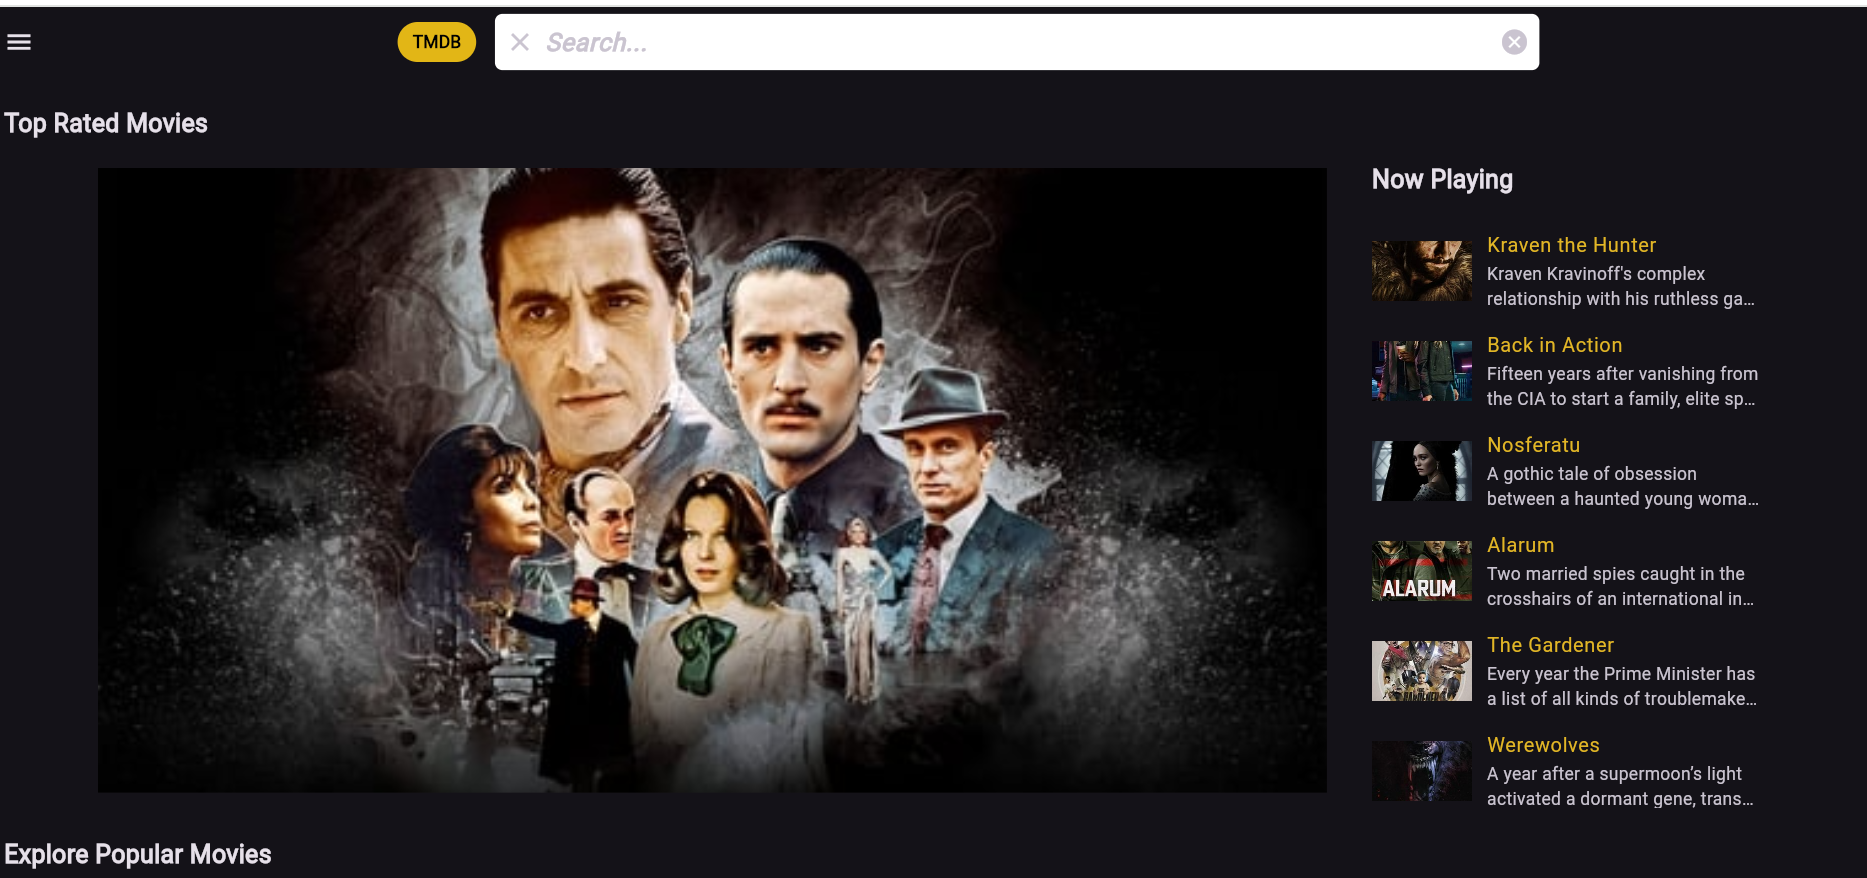 TMDB
Search...
Top Rated Movies
Now Playing
Kraven the Hunter
Kraven Kravinoff's complex
relationship with his ruthless ga...
Back in Action
Fifteen years after vanishing from
the CIA to start a family, elite sp...
Nosferatu
A gothic tale of obsession
between a haunted young woma...
ALARUM
Alarum
Two married spies caught in the
crosshairs of an international in...
The Gardener
Every year the Prime Minister has
a list of all kinds of troublemake...
Werewolves
A year after a supermoon’s light
activated a dormant gene, trans...
Explore Popular Movies